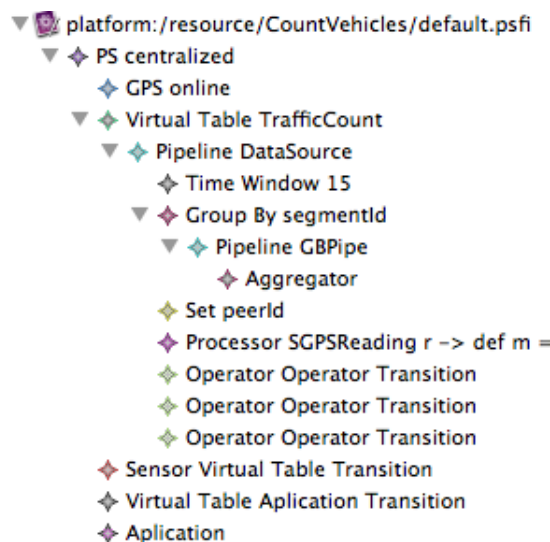 platform:/resource/CountVehicles/default.psfi
PS centralized
GPS online
Virtual Table TrafficCount
Pipeline DataSource
Time Window 15
Group By segmentId
Pipeline GBPipe
Aggregator
Set peerId
Processor SGPSReading r -> def m =
Operator Operator Transition
Operator Operator Transition
Operator Operator Transition
Sensor Virtual Table Transition
Virtual Table Aplication Transition
Aplication